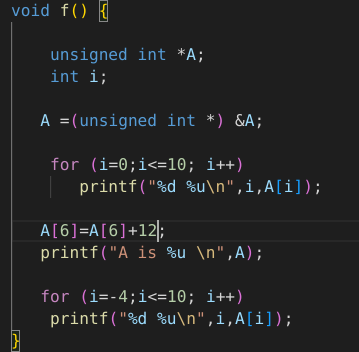 void f() {
unsigned int *A;
int i;
A =(unsigned int *) &A;
for (i=0;i<=10; i++)
printf("%d %u\n",i,A[i]);
A[6]=A[6]+12;
printf("A is %u \n",A);
for (i=-4;i<=10; i++)
printf("%d %u\n",i,A[i]);
}